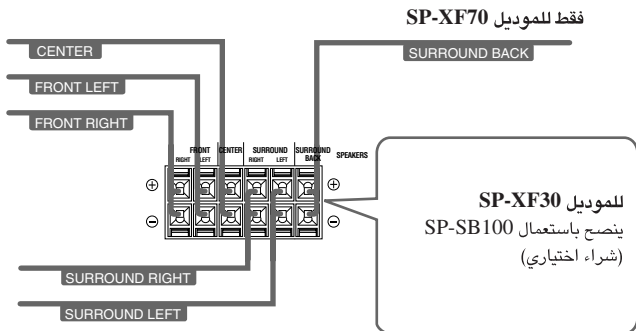 فقط للموديل SP-XF70
CENTER
SURROUND BACK
FRONT LEFT
FRONT RIGHT
FRONT CENTER SURROUND SURROUND BACK SPEAKERS
RIGHT LEFT RIGHT LEFT
⊕ ⊕
⊖ ⊖
للموديل SP-XF30
ينصح باستعمال SP-SB100
(شراء اختياري)
SURROUND RIGHT
SURROUND LEFT